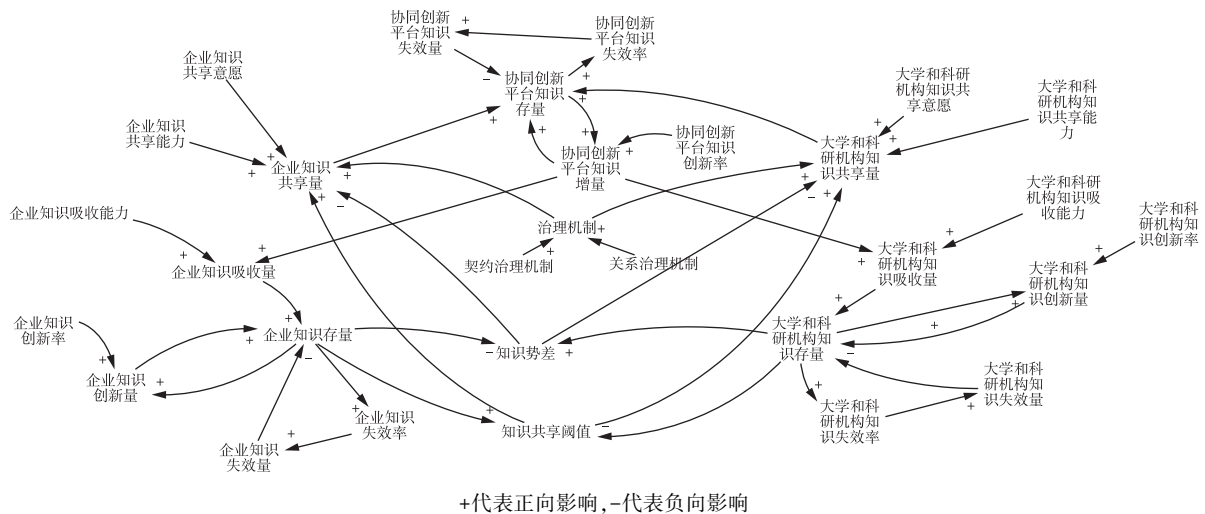 协同创新
平台知识
失效量
+
协同创新
平台知识
失效率
企业知识
共享意愿
-
+
协同创新
平台知识
存量
+
大学和科研
机构知识共
享意愿
大学和科
研机构知
识共享能
力
企业知识
共享能力
+
+
+
协同创新
平台知识
增量
+
协同创新
平台知识
创新率
+
+
大学和科
研机构知
识共享量
+
+
企业知识
共享量
+
+
-
+
-
+
企业知识吸收能力
大学和科研
机构知识吸
收能力
大学和科
研机构知
识创新率
治理机制
+
+
+
契约治理机制
+
关系治理机制
+
企业知识吸收量
+
大学和科
研机构知
识吸收量
+
大学和科
研机构知
识创新量
+
+
企业知识
创新率
+
企业知识存量
+
-
-
知识势差
+
大学和科
研机构知
识存量
+
-
+
企业知识
创新量
+
+
大学和科
研机构知
识失效量
+
+
企业知识
失效率
+
知识共享阈值
-
大学和科
研机构知
识失效率
+
企业知识
失效量
+代表正向影响,-代表负向影响